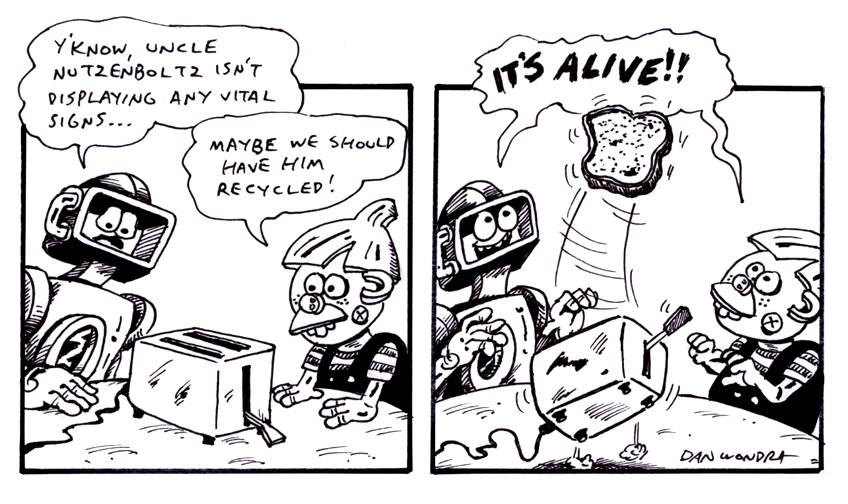 Y'KNOW, UNCLE
NUTZENBOLTZ ISN'T
DISPLAYING ANY VITAL
SIGNS...
MAYBE WE SHOULD
HAVE HIM
RECYCLED!
IT'S ALIVE!!
DAN WONDRA